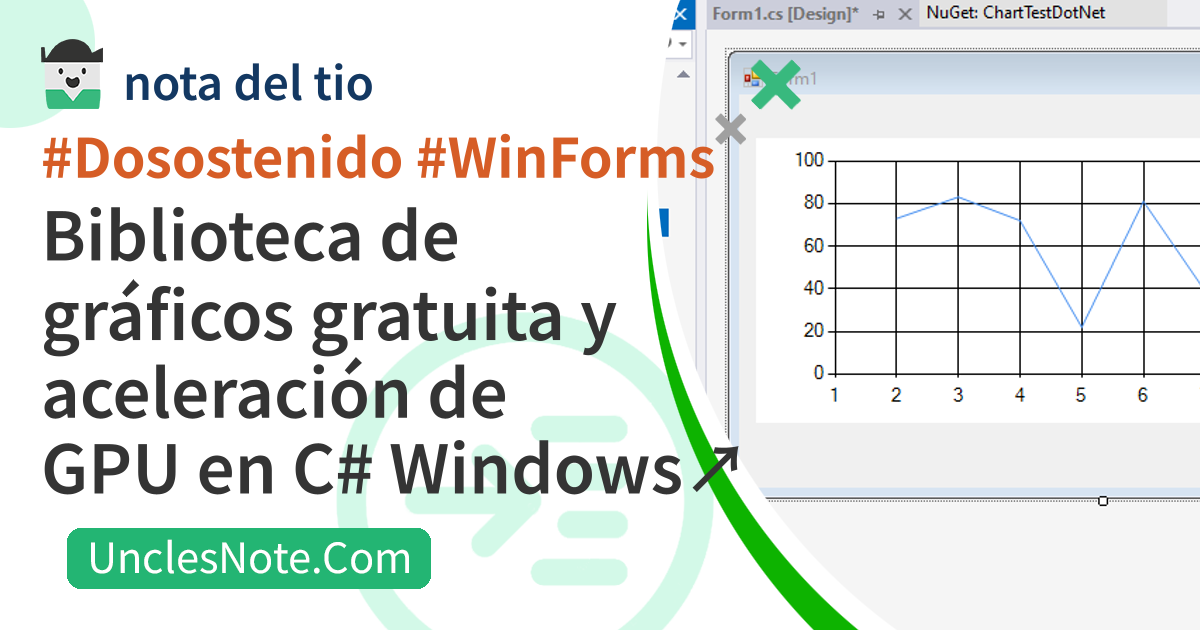 nota del tio
#Dosostenido #WinForms
Biblioteca de
gráficos gratuita y
aceleración de
GPU en C# Windows↗
UnclesNote.Com
Form1.cs [Design]*
NuGet: ChartTestDotNet
100
80
60
40
20
0
1 2 3 4 5 6